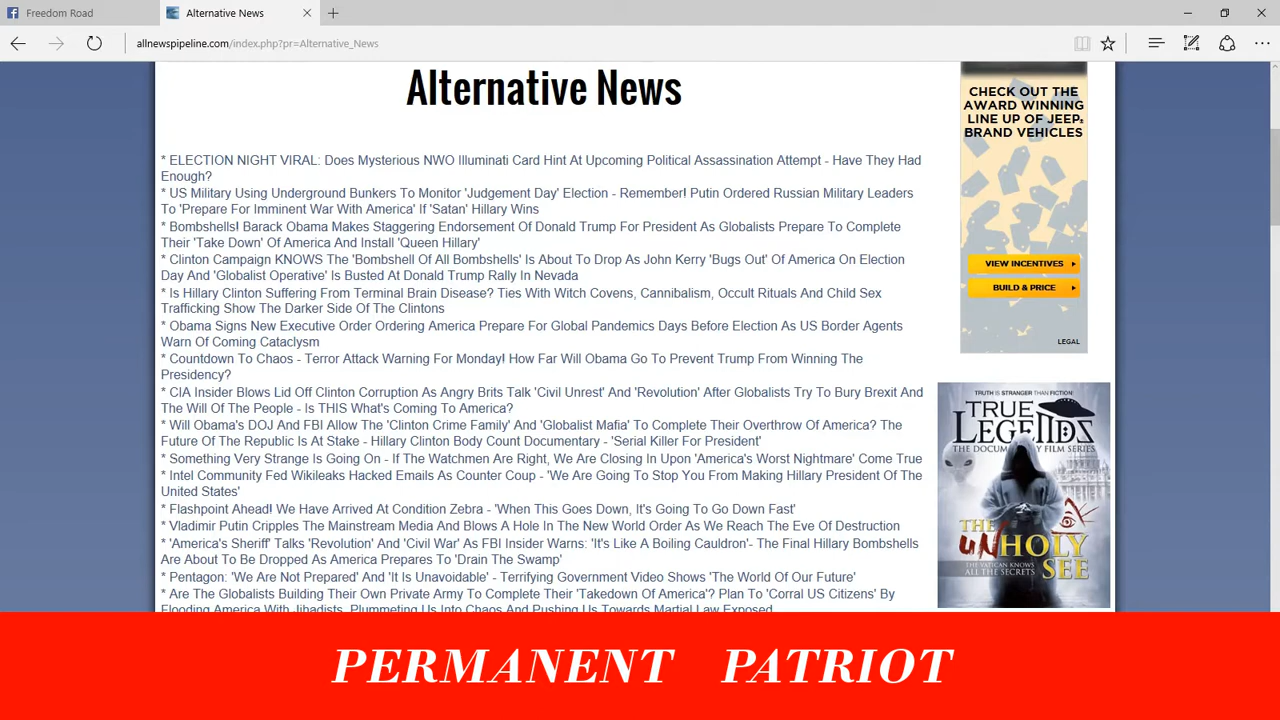 Freedom Road
Alternative News
allnewspipeline.com/index.php?pr=Alternative_News
Alternative News
* ELECTION NIGHT VIRAL: Does Mysterious NWO Illuminati Card Hint At Upcoming Political Assassination Attempt - Have They Had
Enough?
* US Military Using Underground Bunkers To Monitor 'Judgement Day' Election - Remember! Putin Ordered Russian Military Leaders
To 'Prepare For Imminent War With America' If 'Satan' Hillary Wins
* Bombshells! Barack Obama Makes Staggering Endorsement Of Donald Trump For President As Globalists Prepare To Complete
Their 'Take Down' Of America And Install 'Queen Hillary'
* Clinton Campaign KNOWS The 'Bombshell Of All Bombshells' Is About To Drop As John Kerry 'Bugs Out' Of America On Election
Day And 'Globalist Operative' Is Busted At Donald Trump Rally In Nevada
* Is Hillary Clinton Suffering From Terminal Brain Disease? Ties With Witch Covens, Cannibalism, Occult Rituals And Child Sex
Trafficking Show The Darker Side Of The Clintons
* Obama Signs New Executive Order Ordering America Prepare For Global Pandemics Days Before Election As US Border Agents
Warn Of Coming Cataclysm
* Countdown To Chaos - Terror Attack Warning For Monday! How Far Will Obama Go To Prevent Trump From Winning The
Presidency?
* CIA Insider Blows Lid Off Clinton Corruption As Angry Brits Talk 'Civil Unrest' And 'Revolution' After Globalists Try To Bury Brexit And
The Will Of The People - Is THIS What's Coming To America?
* Will Obama's DOJ And FBI Allow The 'Clinton Crime Family' And 'Globalist Mafia' To Complete Their Overthrow Of America? The
Future Of The Republic Is At Stake - Hillary Clinton Body Count Documentary - 'Serial Killer For President'
* Something Very Strange Is Going On - If The Watchmen Are Right, We Are Closing In Upon 'America's Worst Nightmare' Come True
* Intel Community Fed Wikileaks Hacked Emails As Counter Coup - 'We Are Going To Stop You From Making Hillary President Of The
United States'
* Flashpoint Ahead! We Have Arrived At Condition Zebra - 'When This Goes Down, It's Going To Go Down Fast'
* Vladimir Putin Cripples The Mainstream Media And Blows A Hole In The New World Order As We Reach The Eve Of Destruction
* 'America's Sheriff' Talks 'Revolution' And 'Civil War' As FBI Insider Warns: 'It's Like A Boiling Cauldron'- The Final Hillary Bombshells
Are About To Be Dropped As America Prepares To 'Drain The Swamp'
* Pentagon: 'We Are Not Prepared' And 'It Is Unavoidable' - Terrifying Government Video Shows 'The World Of Our Future'
* Are The Globalists Building Their Own Private Army To Complete Their 'Takedown Of America'? Plan To 'Corral US Citizens' By
Flooding America With Jihadists, Plummeting Us Into Chaos And Pushing Us Towards Martial Law Exposed
CHECK OUT THE
AWARD WINNING
LINE UP OF JEEP®
BRAND VEHICLES
VIEW INCENTIVES
BUILD & PRICE
LEGAL
TRUTH IS STRANGER THAN FICTION
TRUE
LEGENDS
THE DOCUMENTARY FILM SERIES
THE
UNHOLY
SEE
THE VATICAN KNOWS
ALL THE SECRETS
PERMANENT PATRIOT